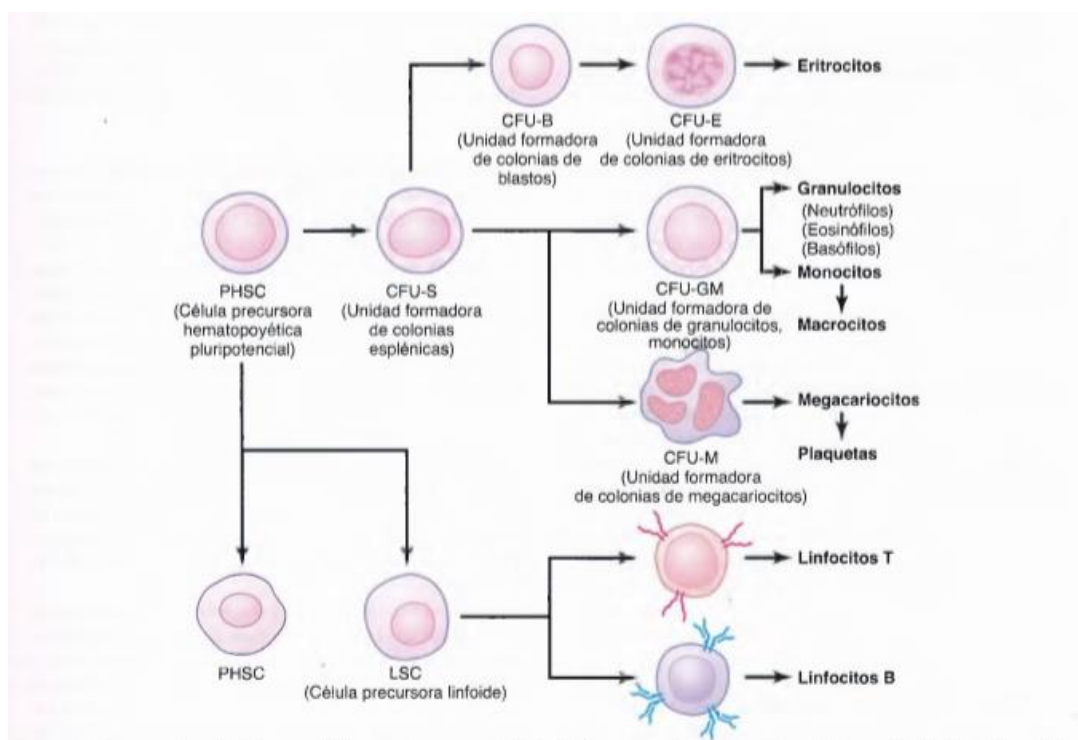 CFU-B
(Unidad formadora
de colonias de
blastos)
CFU-E
(Unidad formadora
de colonias de eritrocitos)
Eritrocitos
PHSC
(Célula precursora
hematopoyética
pluripotencial)
CFU-S
(Unidad formadora
de colonias
esplénicas)
CFU-GM
(Unidad formadora de
colonias de granulocitos,
monocitos)
Granulocitos
(Neutrófilos)
(Eosinófilos)
(Basófilos)
Monocitos
Macrocitos
CFU-M
(Unidad formadora
de colonias de megacariocitos)
Megacariocitos
Plaquetas
PHSC
LSC
(Célula precursora linfoide)
Linfocitos T
Linfocitos B